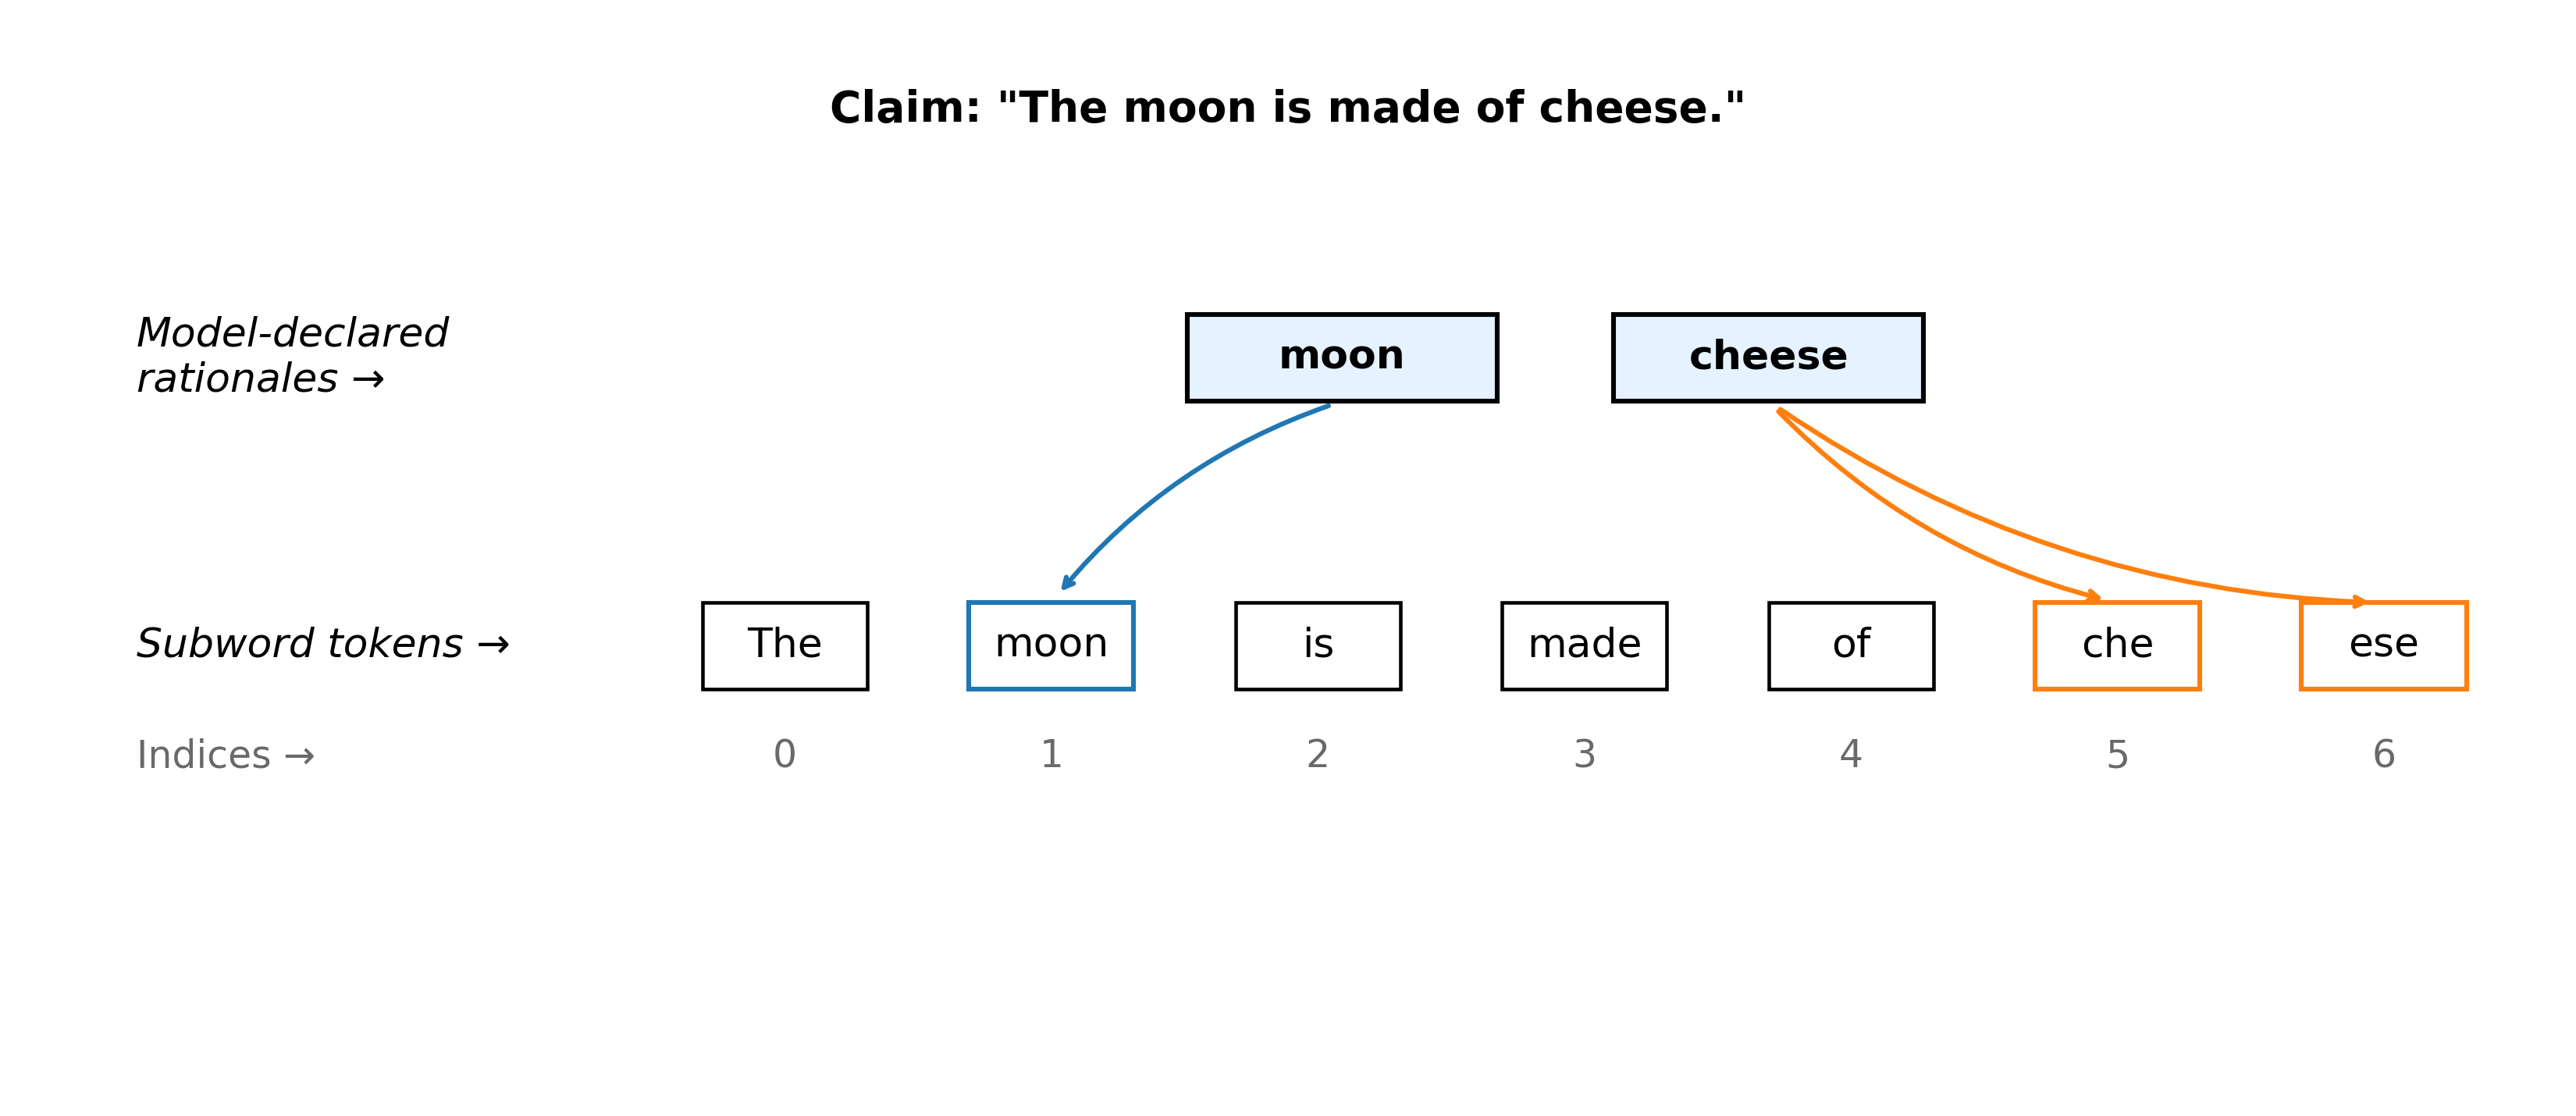 Claim: "The moon is made of cheese."
Model-declared
rationales →
moon cheese
Subword tokens → The moon is made of che ese
Indices → 0 1 2 3 4 5 6